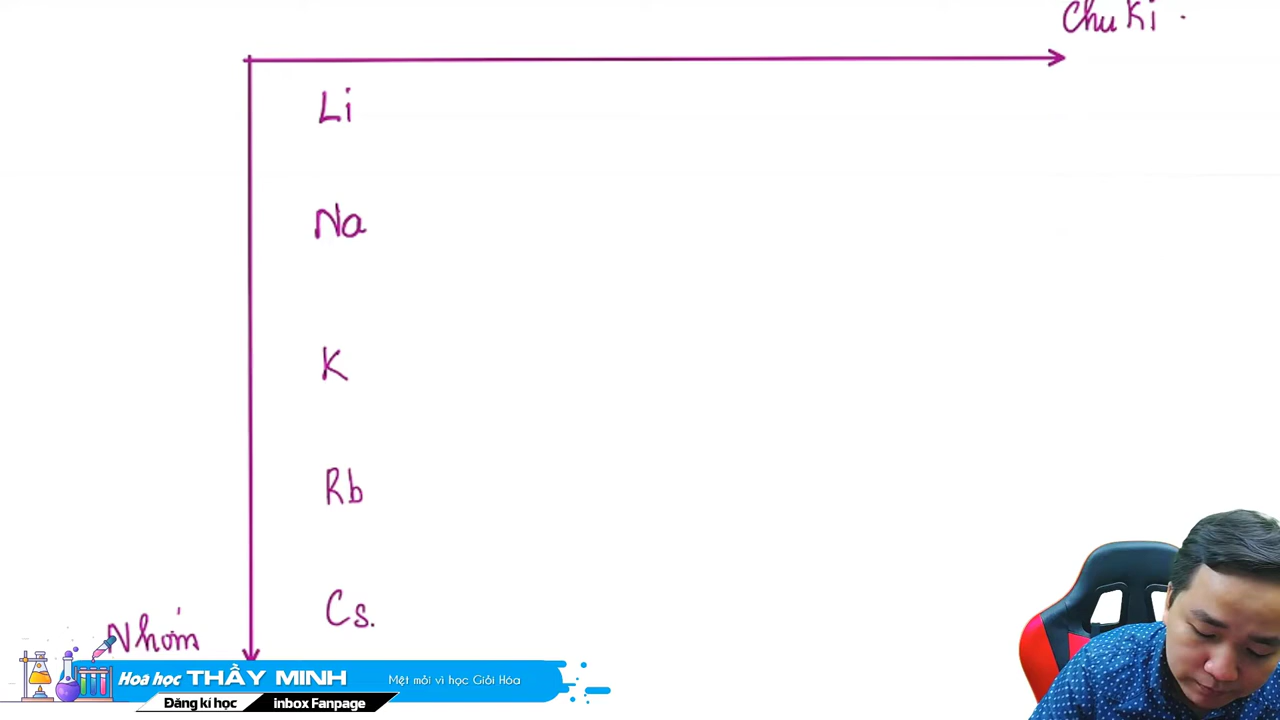 Chu Kì
Li
Na
K
Rb
Cs.
Nhóm
Hoá học THẦY MINH
Mệt mỏi vì học Giỏi Hóa
Đăng kí học
inbox Fanpage